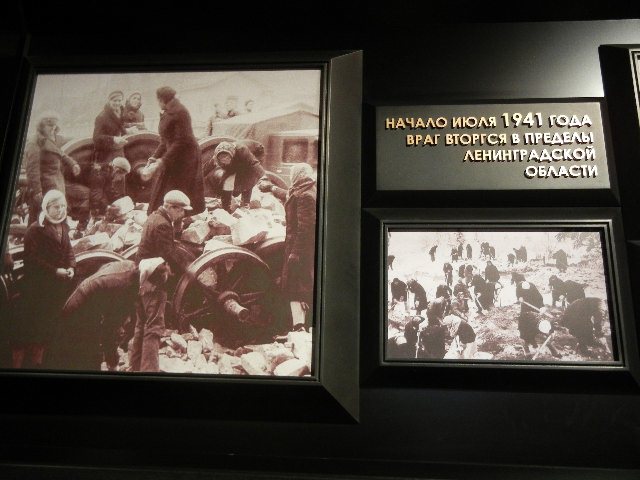 НАЧАЛО ИЮЛЯ 1941 ГОДА
ВРАГ ВТОРГСЯ В ПРЕДЕЛЫ
ЛЕНИНГРАДСКОЙ
ОБЛАСТИ